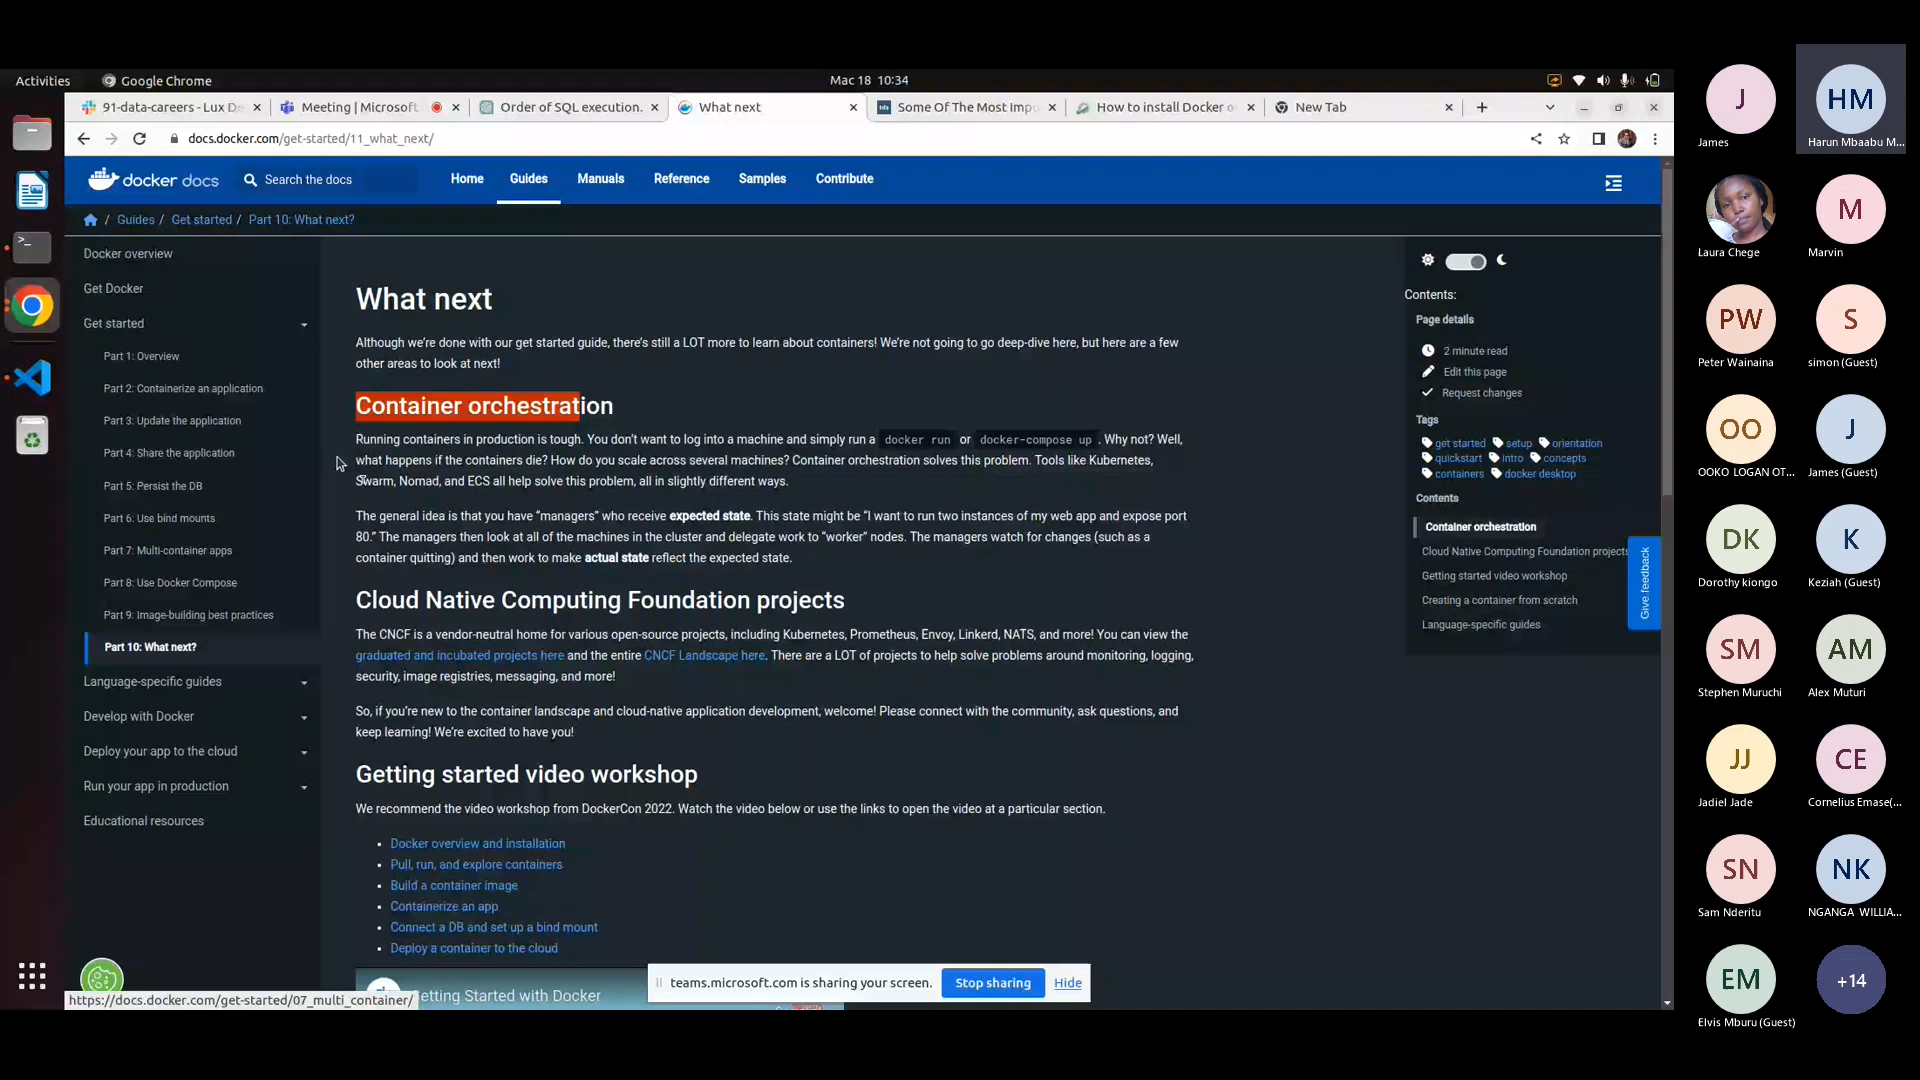 Activities
Google Chrome
Mac 18 10:34
91-data-careers - Lux D
Meeting | Microsoft
Order of SQL execution.
What next
Some Of The Most Imp
How to install Docker o
New Tab
docs.docker.com/get-started/11_what_next/
docker docs
Search the docs
Home
Guides
Manuals
Reference
Samples
Contribute
/ Guides / Get started / Part 10: What next?
Docker overview
Get Docker
Get started
Part 1: Overview
Part 2: Containerize an application
Part 3: Update the application
Part 4: Share the application
Part 5: Persist the DB
Part 6: Use bind mounts
Part 7: Multi-container apps
Part 8: Use Docker Compose
Part 9: Image-building best practices
Part 10: What next?
Language-specific guides
Develop with Docker
Deploy your app to the cloud
Run your app in production
Educational resources
https://docs.docker.com/get-started/07_multi_container/
What next
Although we're done with our get started guide, there's still a LOT more to learn about containers! We're not going to go deep-dive here, but here are a few
other areas to look at next!
Container orchestration
Running containers in production is tough. You don't want to log into a machine and simply run a docker run or docker-compose up . Why not? Well,
what happens if the containers die? How do you scale across several machines? Container orchestration solves this problem. Tools like Kubernetes,
Swarm, Nomad, and ECS all help solve this problem, all in slightly different ways.
The general idea is that you have “managers” who receive expected state. This state might be “I want to run two instances of my web app and expose port
80.” The managers then look at all of the machines in the cluster and delegate work to “worker” nodes. The managers watch for changes (such as a
container quitting) and then work to make actual state reflect the expected state.
Cloud Native Computing Foundation projects
The CNCF is a vendor-neutral home for various open-source projects, including Kubernetes, Prometheus, Envoy, Linkerd, NATS, and more! You can view the
graduated and incubated projects here and the entire CNCF Landscape here. There are a LOT of projects to help solve problems around monitoring, logging,
security, image registries, messaging, and more!
So, if you're new to the container landscape and cloud-native application development, welcome! Please connect with the community, ask questions, and
keep learning! We're excited to have you!
Getting started video workshop
We recommend the video workshop from DockerCon 2022. Watch the video below or use the links to open the video at a particular section.
• Docker overview and installation
• Pull, run, and explore containers
• Build a container image
• Containerize an app
• Connect a DB and set up a bind mount
• Deploy a container to the cloud
etting Started with Docker
teams.microsoft.com is sharing your screen.
Stop sharing
Hide
Contents:
Page details
2 minute read
Edit this page
Request changes
Tags
get started
setup
orientation
quickstart
intro
concepts
containers
docker desktop
Contents
Container orchestration
Cloud Native Computing Foundation projects
Getting started video workshop
Creating a container from scratch
Language-specific guides
Give feedback
J
James
HM
Harun Mbaabu M...
Laura Chege
M
Marvin
PW
Peter Wainaina
S
simon (Guest)
OO
OOKO LOGAN OT...
J
James (Guest)
DK
Dorothy kiongo
K
Keziah (Guest)
SM
Stephen Muruchi
AM
Alex Muturi
JJ
Jadiel Jade
CE
Cornelius Emase(...
SN
Sam Nderitu
NK
NGANGA WILLIA...
EM
Elvis Mburu (Guest)
+14